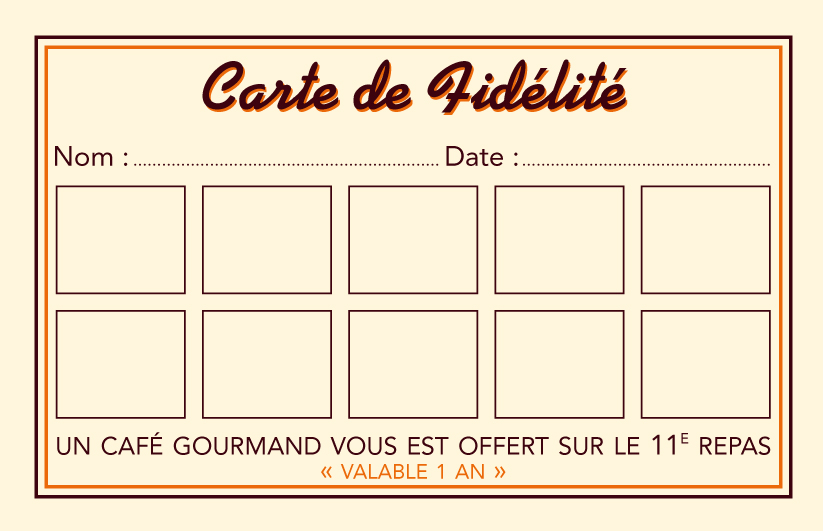 Carte de Fidélité
Nom : Date :
UN CAFÉ GOURMAND VOUS EST OFFERT SUR LE 11E REPAS
« VALABLE 1 AN »